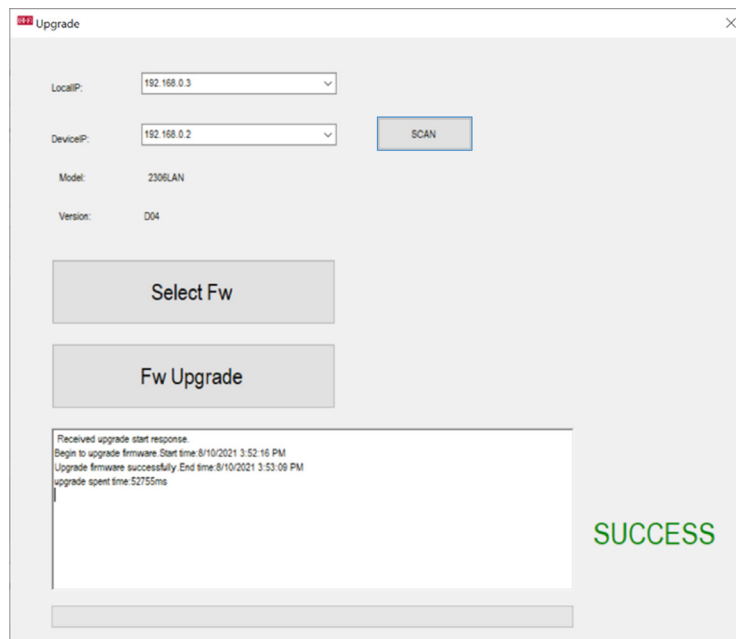 Upgrade
LocalIP:
192.168.0.3
DeviceIP:
192.168.0.2
SCAN
Model:
2306LAN
Version:
D04
Select Fw
Fw Upgrade
Received upgrade start response.
Begin to upgrade firmware.Start time:8/10/2021 3:52:16 PM
Upgrade firmware successfully.End time:8/10/2021 3:53:09 PM
upgrade spent time:52755ms
SUCCESS